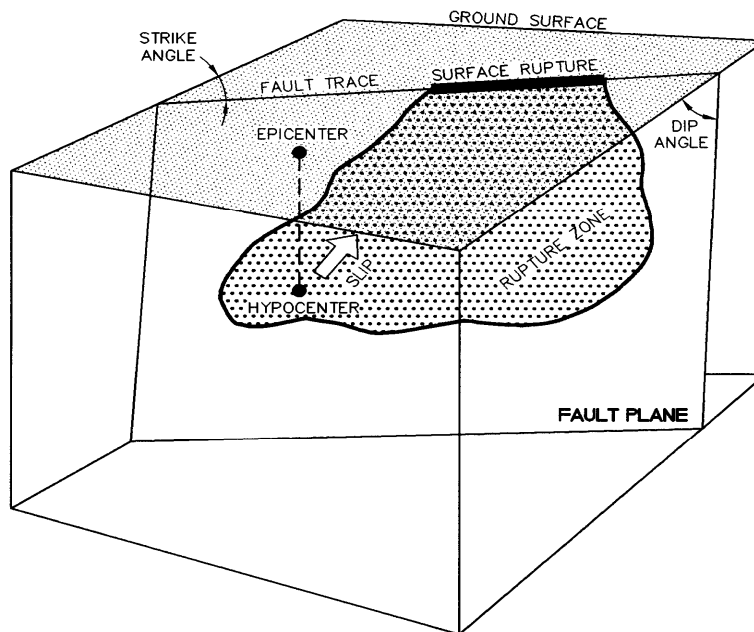 GROUND SURFACE
STRIKE
ANGLE
FAULT TRACE
SURFACE RUPTURE
EPICENTER
DIP
ANGLE
RUPTURE ZONE
SLIP
HYPOCENTER
FAULT PLANE